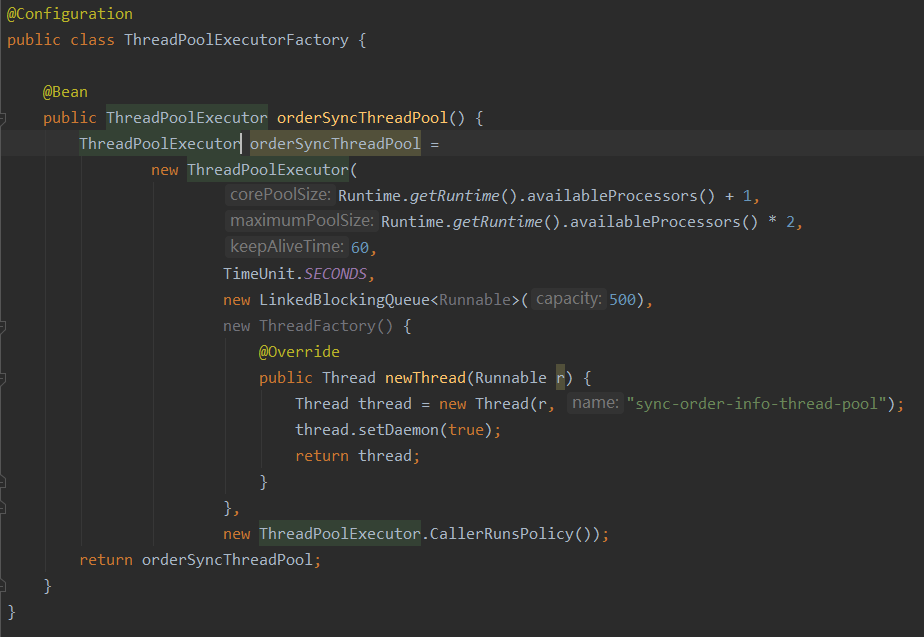 @Configuration
public class ThreadPoolExecutorFactory {
@Bean
public ThreadPoolExecutor orderSyncThreadPool() {
ThreadPoolExecutor orderSyncThreadPool =
new ThreadPoolExecutor(
corePoolSize: Runtime.getRuntime().availableProcessors() + 1,
maximumPoolSize: Runtime.getRuntime().availableProcessors() * 2,
keepAliveTime: 60,
TimeUnit.SECONDS,
new LinkedBlockingQueue<Runnable>( capacity: 500),
new ThreadFactory() {
@Override
public Thread newThread(Runnable r) {
Thread thread = new Thread(r, name: "sync-order-info-thread-pool");
thread.setDaemon(true);
return thread;
}
},
new ThreadPoolExecutor.CallerRunsPolicy());
return orderSyncThreadPool;
}
}